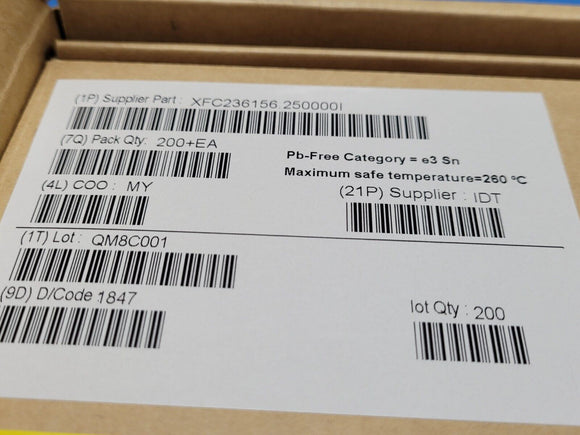 (1P) Supplier Part : XFC236156.250000I
(7Q) Pack Qty: 200+EA
Pb-Free Category = e3 Sn
Maximum safe temperature=260 ºC
(4L) COO : MY
(21P) Supplier : IDT
(1T) Lot : QM8C001
(9D) D/Code 1847
lot Qty : 200